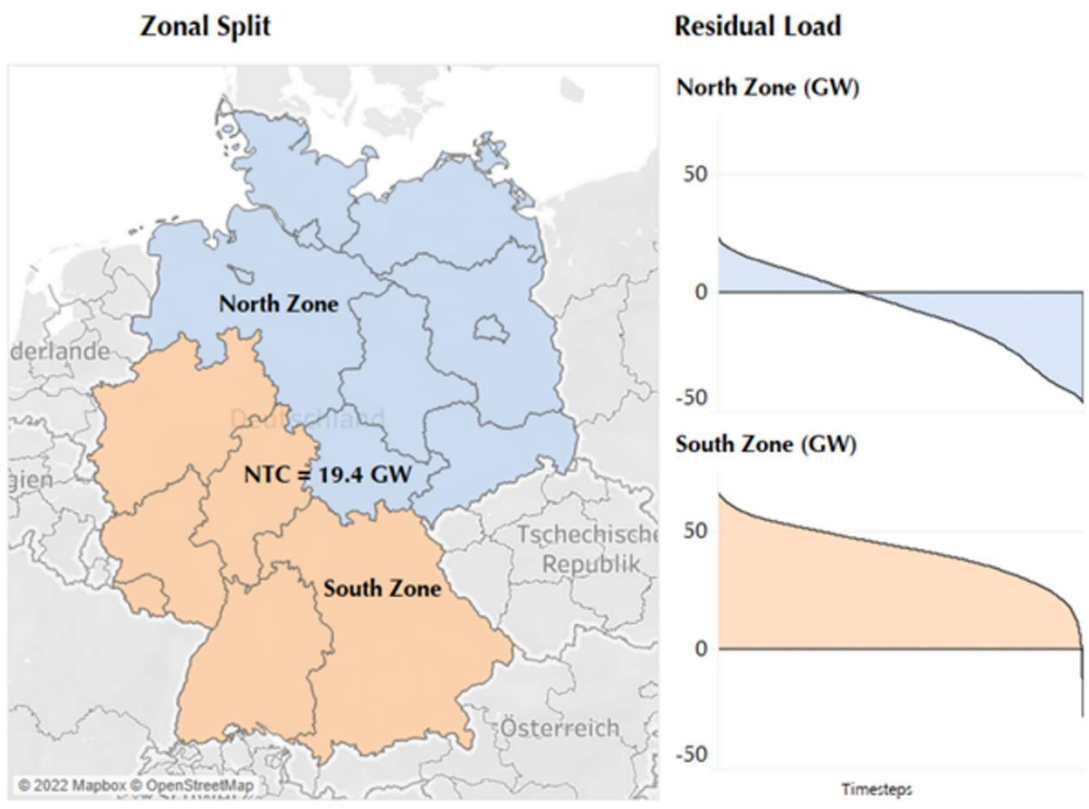 Zonal Split
Residual Load
North Zone (GW)
50
0
-50
South Zone (GW)
50
0
-50
Timesteps
North Zone
derlande
Deutschland
gien
NTC = 19.4 GW
Tschechische
Republik
South Zone
Österreich
© 2022 Mapbox © OpenStreetMap